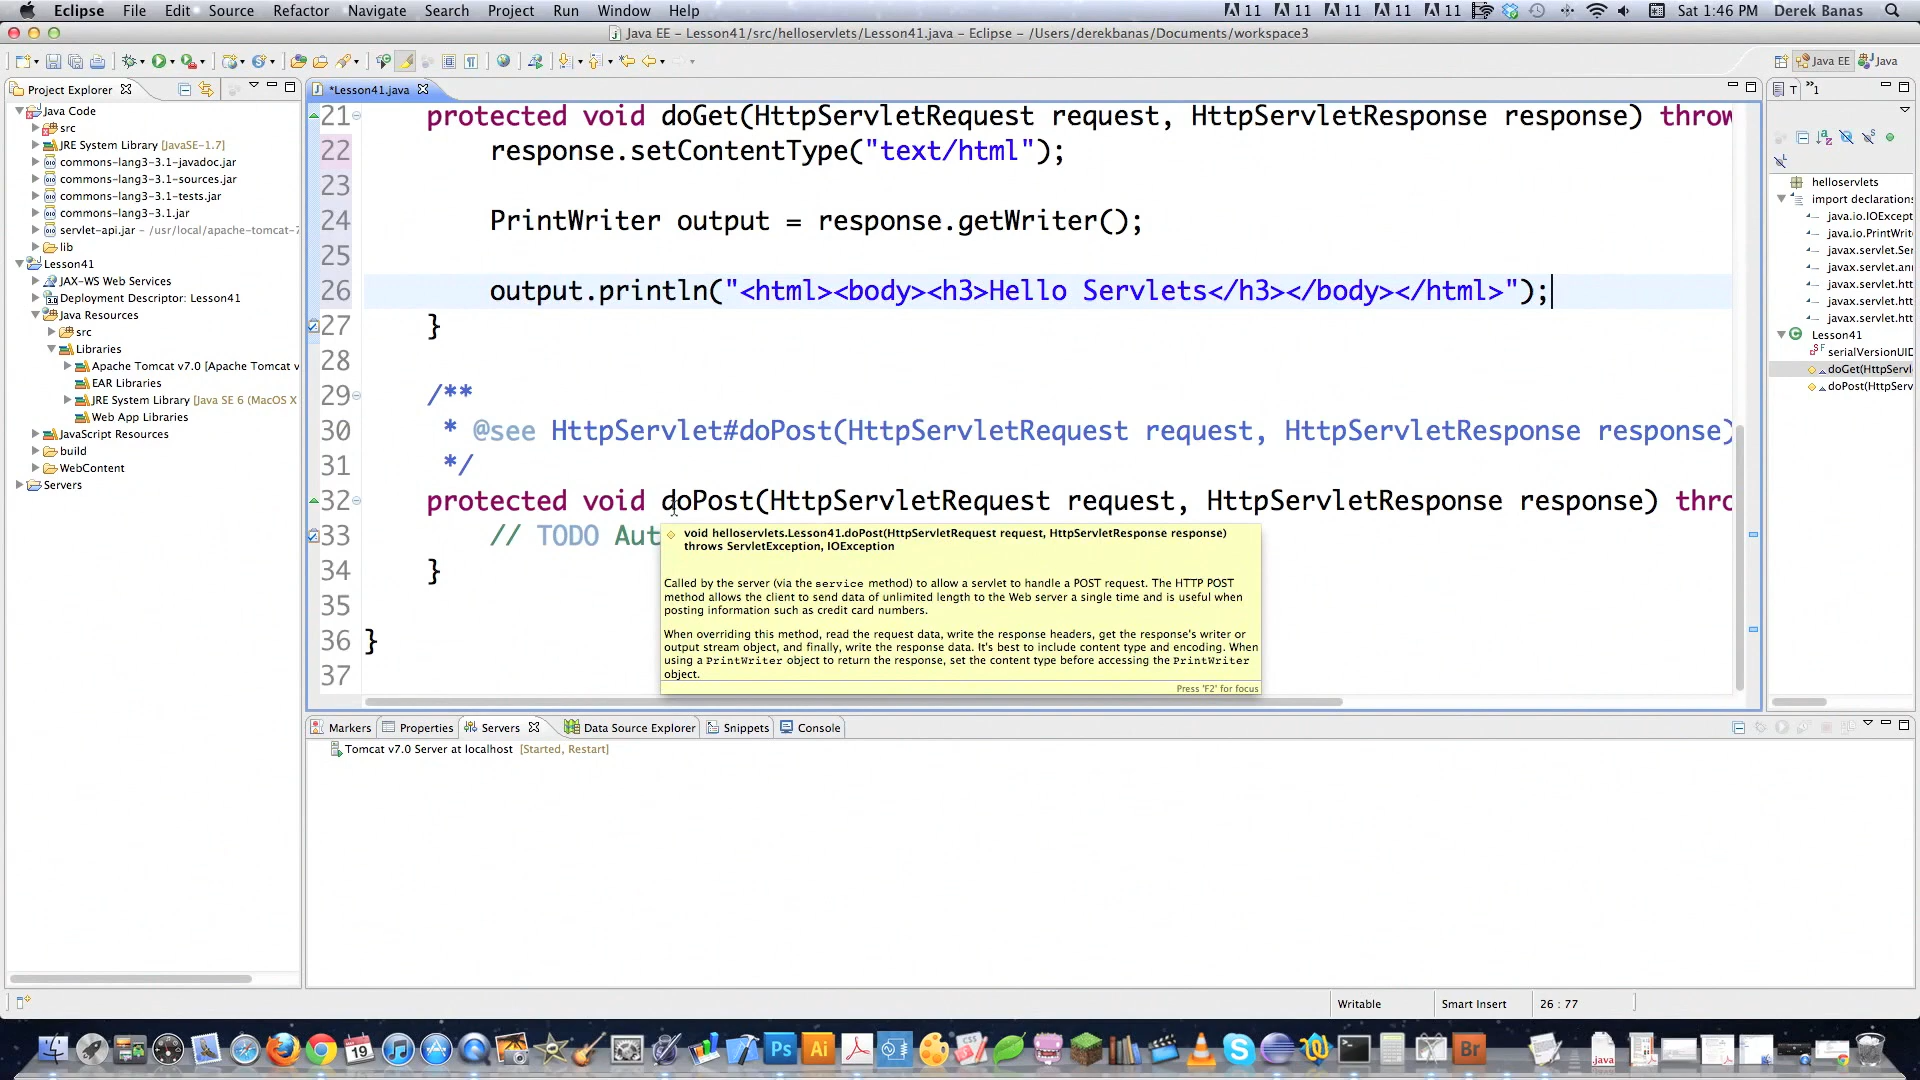 Eclipse File Edit Source Refactor Navigate Search Project Run Window Help
11 11 11 11 11 Sat 1:46 PM Derek Banas
Java EE – Lesson41/src/helloservlets/Lesson41.java – Eclipse – /Users/derekbanas/Documents/workspace3
Java EE Java
Project Explorer
Java Code
src
JRE System Library [JavaSE-1.7]
commons-lang3-3.1-javadoc.jar
commons-lang3-3.1-sources.jar
commons-lang3-3.1-tests.jar
commons-lang3-3.1.jar
servlet-api.jar - /usr/local/apache-tomcat-7
lib
Lesson41
JAX-WS Web Services
Deployment Descriptor: Lesson41
Java Resources
src
Libraries
Apache Tomcat v7.0 [Apache Tomcat v
EAR Libraries
JRE System Library [Java SE 6 (MacOS X
Web App Libraries
JavaScript Resources
build
WebContent
Servers
*Lesson41.java
21 protected void doGet(HttpServletRequest request, HttpServletResponse response) throw
22 response.setContentType("text/html");
23
24 PrintWriter output = response.getWriter();
25
26 output.println("<html><body><h3>Hello Servlets</h3></body></html>");
27 }
28
29 /**
30 * @see HttpServlet#doPost(HttpServletRequest request, HttpServletResponse response)
31 */
32 protected void doPost(HttpServletRequest request, HttpServletResponse response) thro
33 // TODO Aut
34 }
35
36 }
37
void helloservlets.Lesson41.doPost(HttpServletRequest request, HttpServletResponse response)
throws ServletException, IOException
Called by the server (via the service method) to allow a servlet to handle a POST request. The HTTP POST
method allows the client to send data of unlimited length to the Web server a single time and is useful when
posting information such as credit card numbers.
When overriding this method, read the request data, write the response headers, get the response's writer or
output stream object, and finally, write the response data. It's best to include content type and encoding. When
using a PrintWriter object to return the response, set the content type before accessing the PrintWriter
object.
Press 'F2' for focus
T 1
helloservlets
import declarations
java.io.IOExcept
java.io.PrintWrit
javax.servlet.Ser
javax.servlet.anr
javax.servlet.htt
javax.servlet.htt
javax.servlet.htt
Lesson41
serialVersionUID
doGet(HttpServl
doPost(HttpServ
Markers Properties Servers Data Source Explorer Snippets Console
Tomcat v7.0 Server at localhost [Started, Restart]
Writable Smart Insert 26 : 77
19 Ps Ai Br